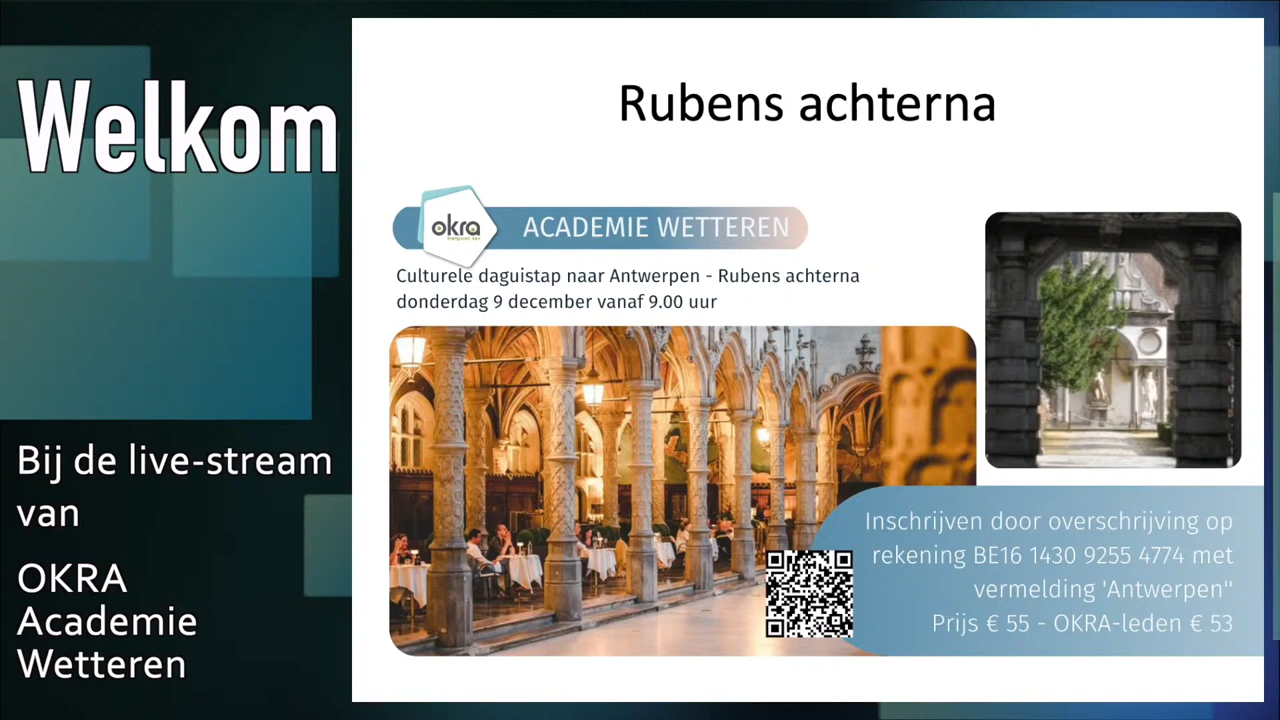 Welkom
Bij de live-stream
van
OKRA
Academie
Wetteren
Rubens achterna
okra
trefpunt 55+
ACADEMIE WETTEREN
Culturele daguistap naar Antwerpen - Rubens achterna
donderdag 9 december vanaf 9.00 uur
Inschrijven door overschrijving op
rekening BE16 1430 9255 4774 met
vermelding 'Antwerpen"
Prijs € 55 - OKRA-leden € 53